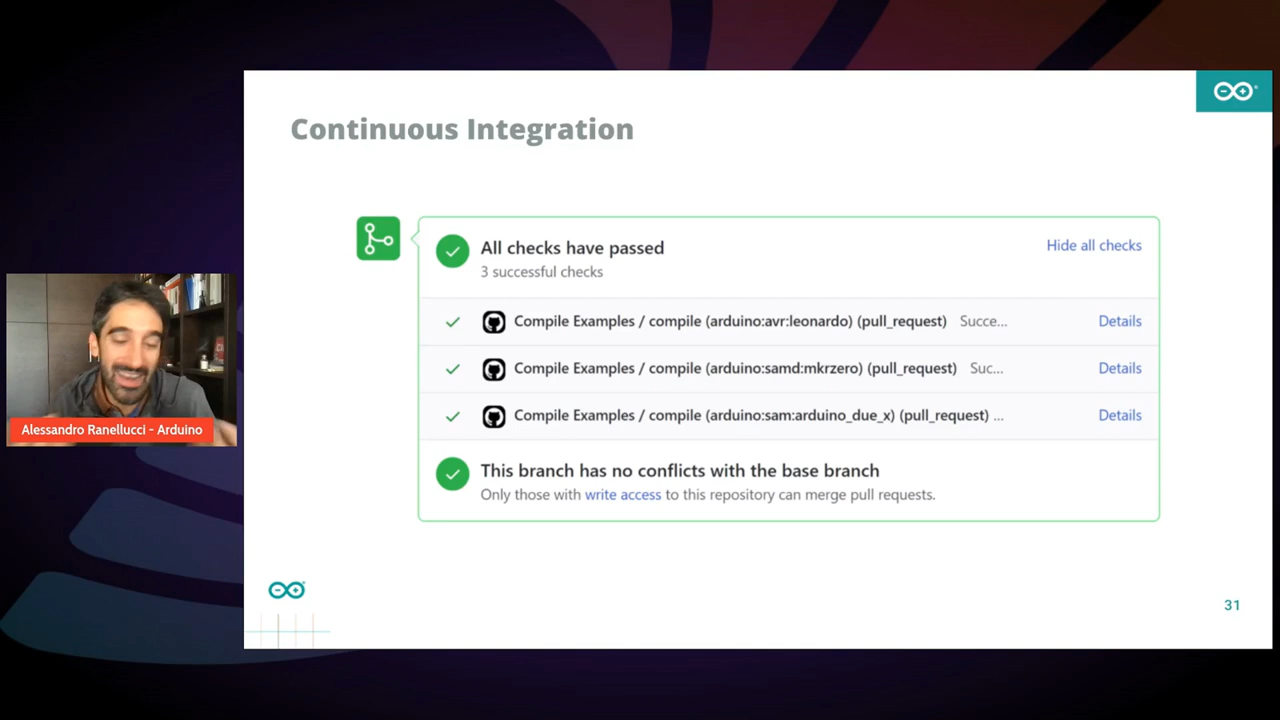 Continuous Integration
All checks have passed
Hide all checks
3 successful checks
Compile Examples / compile (arduino:avr:leonardo) (pull_request) Succe... Details
Compile Examples / compile (arduino:samd:mkrzero) (pull_request) Suc... Details
Compile Examples / compile (arduino:sam:arduino_due_x) (pull_request) ... Details
This branch has no conflicts with the base branch
Only those with write access to this repository can merge pull requests.
Alessandro Ranellucci - Arduino
31